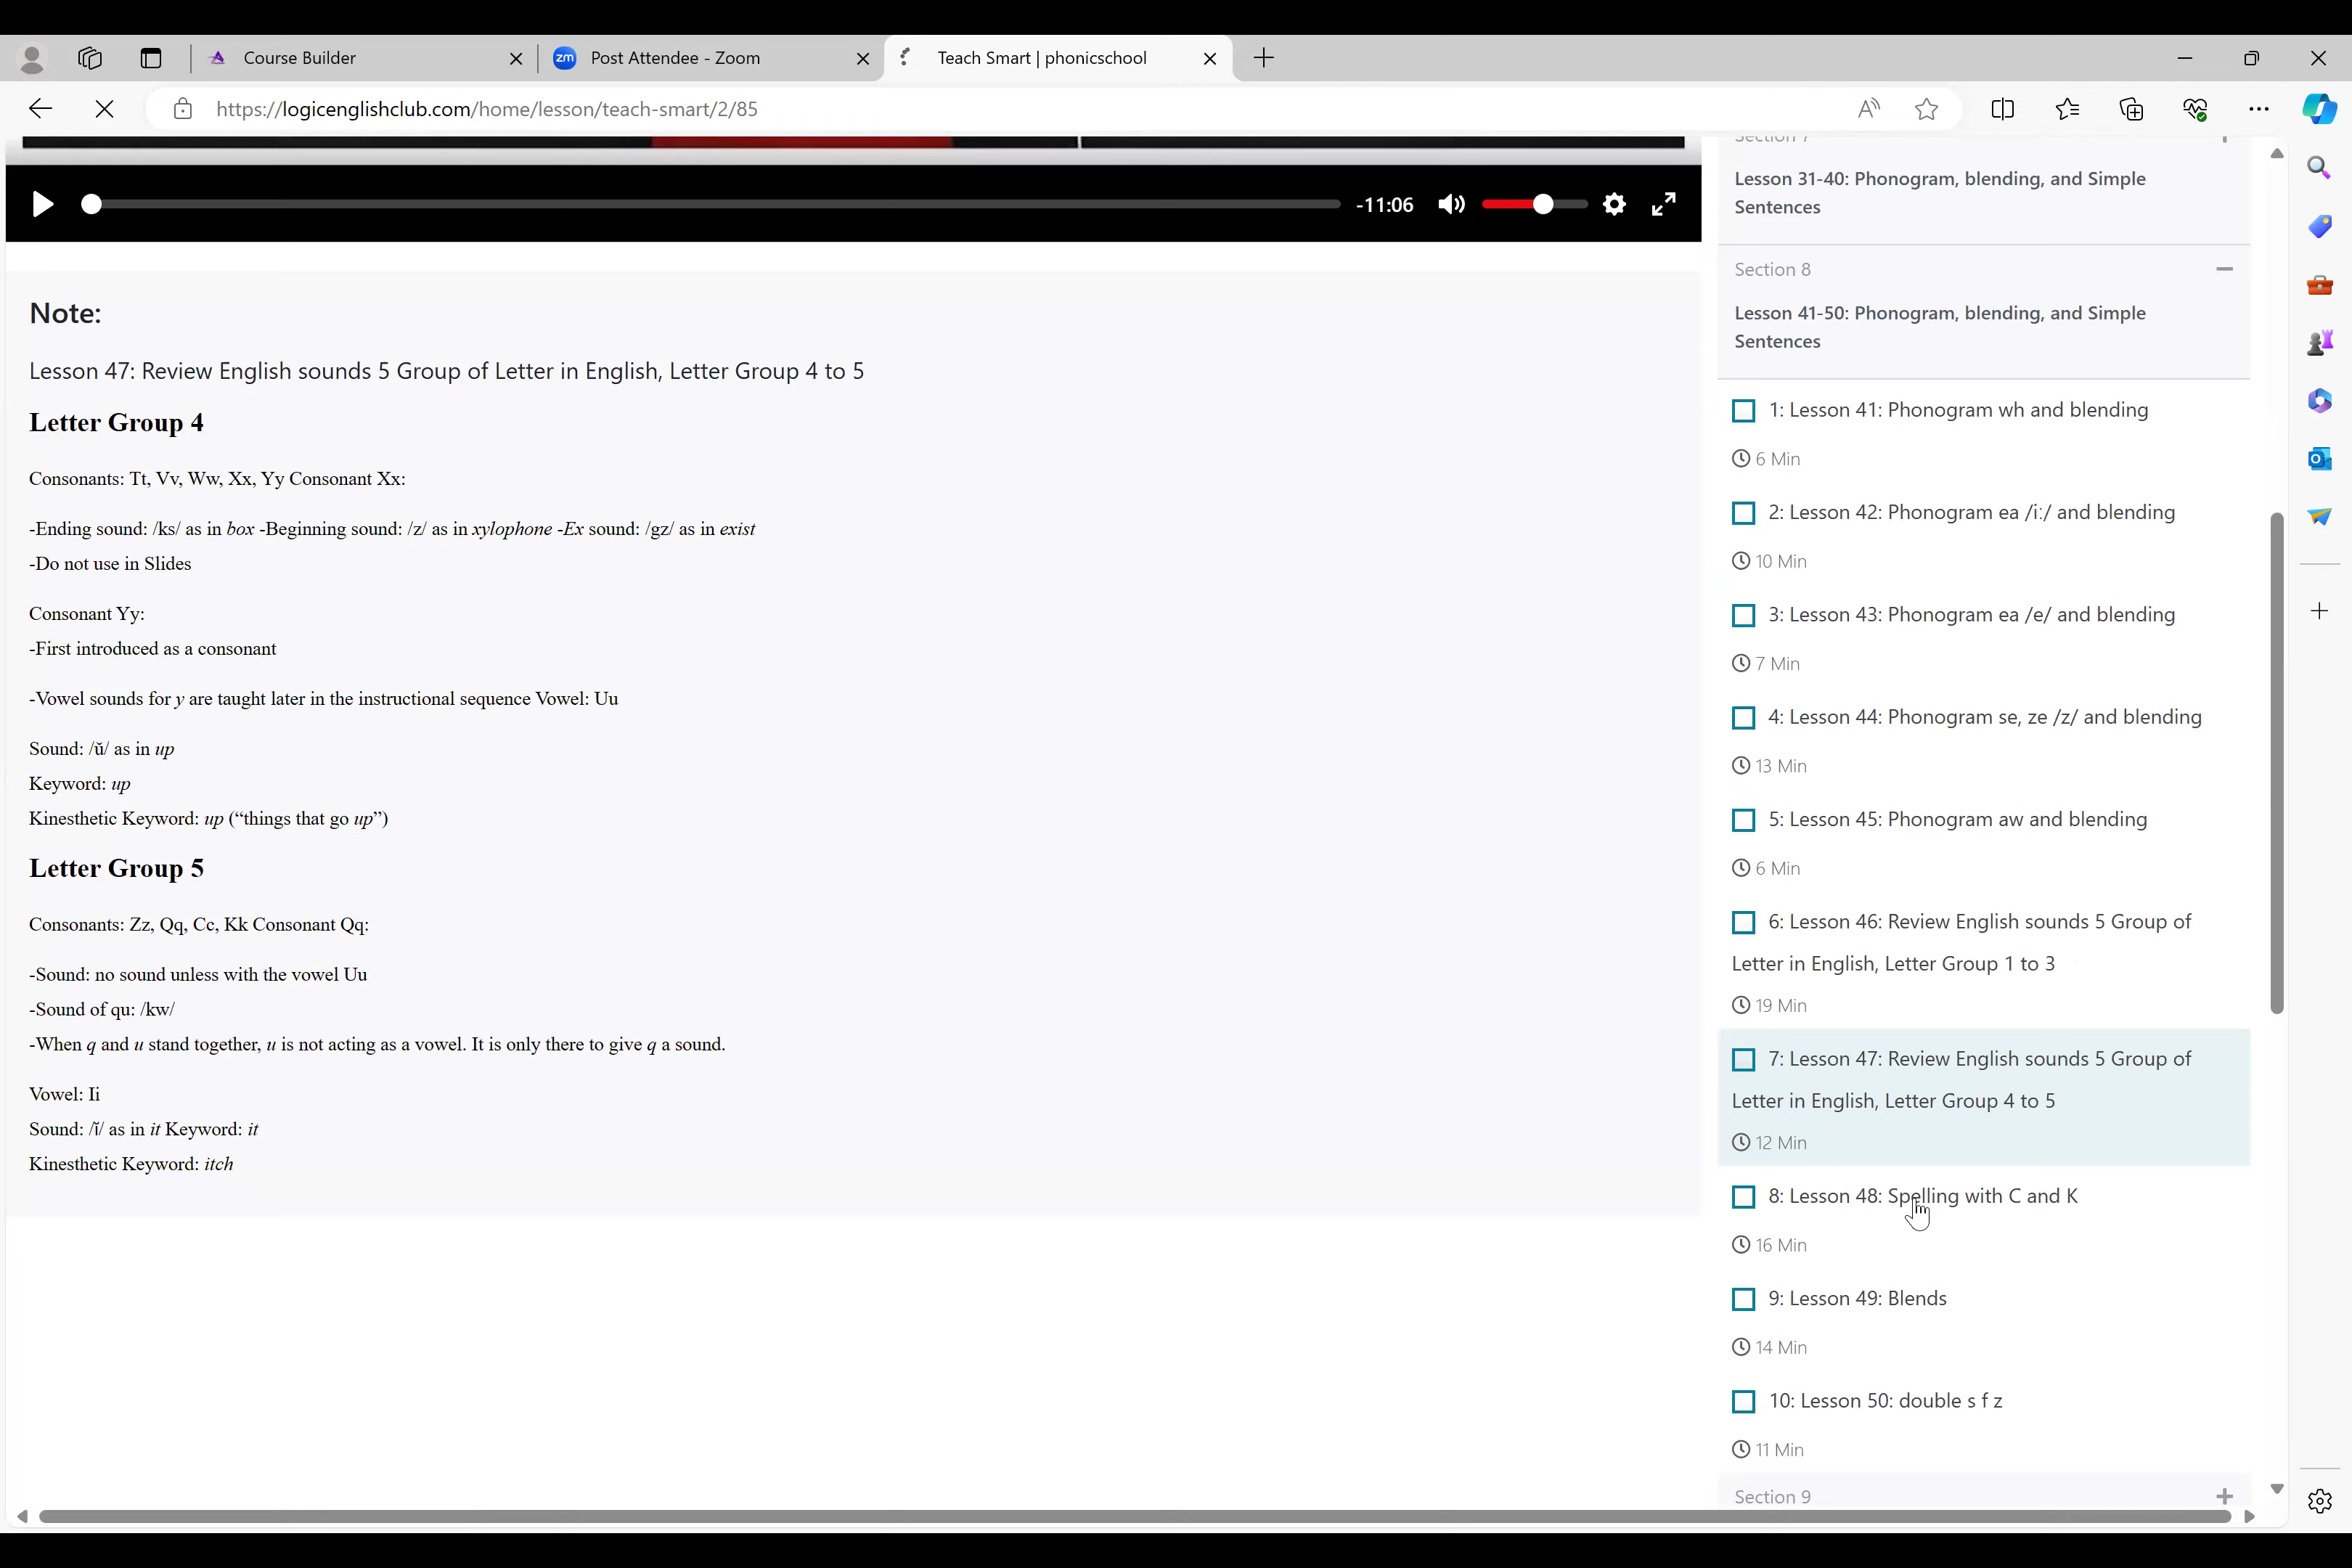 Course Builder
zm Post Attendee - Zoom
Teach Smart | phonicschool
https://logicenglishclub.com/home/lesson/teach-smart/2/85
-11:06
Note:
Lesson 47: Review English sounds 5 Group of Letter in English, Letter Group 4 to 5
Letter Group 4
Consonants: Tt, Vv, Ww, Xx, Yy Consonant Xx:
-Ending sound: /ks/ as in box -Beginning sound: /z/ as in xylophone -Ex sound: /gz/ as in exist
-Do not use in Slides
Consonant Yy:
-First introduced as a consonant
-Vowel sounds for y are taught later in the instructional sequence Vowel: Uu
Sound: /ŭ/ as in up
Keyword: up
Kinesthetic Keyword: up (“things that go up”)
Letter Group 5
Consonants: Zz, Qq, Cc, Kk Consonant Qq:
-Sound: no sound unless with the vowel Uu
-Sound of qu: /kw/
-When q and u stand together, u is not acting as a vowel. It is only there to give q a sound.
Vowel: Ii
Sound: /ĭ/ as in it Keyword: it
Kinesthetic Keyword: itch
Section 7
Lesson 31-40: Phonogram, blending, and Simple
Sentences
Section 8
Lesson 41-50: Phonogram, blending, and Simple
Sentences
1: Lesson 41: Phonogram wh and blending
6 Min
2: Lesson 42: Phonogram ea /i:/ and blending
10 Min
3: Lesson 43: Phonogram ea /e/ and blending
7 Min
4: Lesson 44: Phonogram se, ze /z/ and blending
13 Min
5: Lesson 45: Phonogram aw and blending
6 Min
6: Lesson 46: Review English sounds 5 Group of
Letter in English, Letter Group 1 to 3
19 Min
7: Lesson 47: Review English sounds 5 Group of
Letter in English, Letter Group 4 to 5
12 Min
8: Lesson 48: Spelling with C and K
16 Min
9: Lesson 49: Blends
14 Min
10: Lesson 50: double s f z
11 Min
Section 9